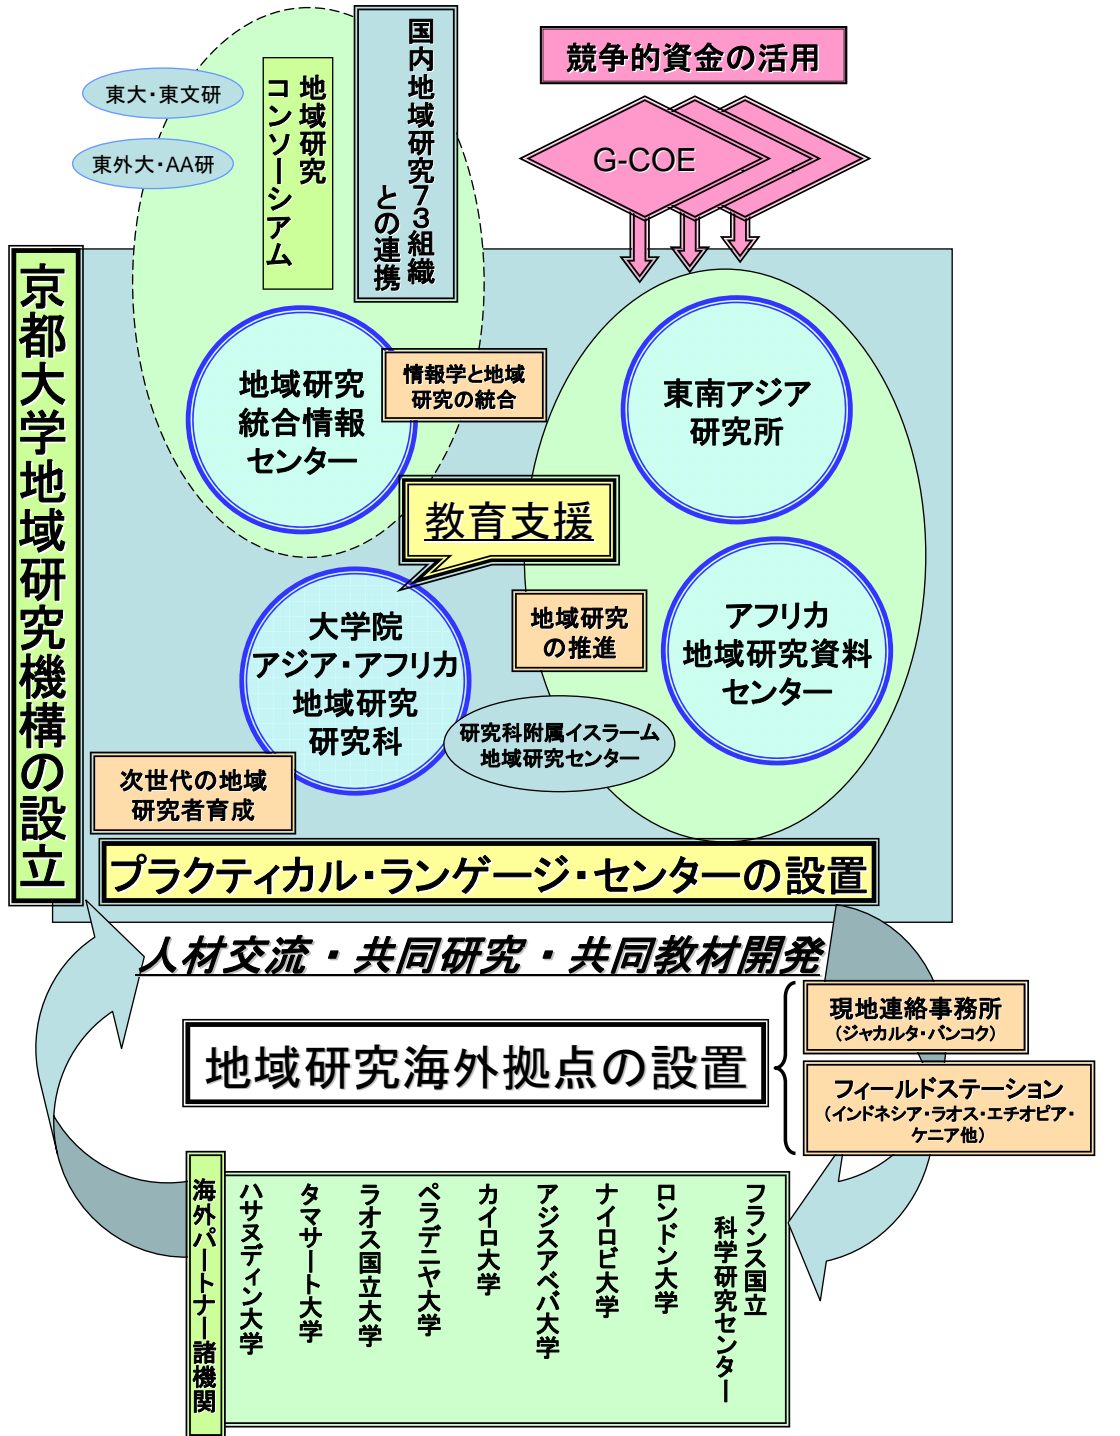 競争的資金の活用
G-COE
国内地域研究73組織
との連携
地域研究
コンソーシアム
東大・東文研
東外大・AA研
京都大学地域研究機構の設立
地域研究
統合情報
センター
情報学と地域
研究の統合
東南アジア
研究所
教育支援
大学院
アジア・アフリカ
地域研究
研究科
地域研究
の推進
アフリカ
地域研究資料
センター
研究科附属イスラーム
地域研究センター
次世代の地域
研究者育成
プラクティカル・ランゲージ・センターの設置
人材交流・共同研究・共同教材開発
地域研究海外拠点の設置
現地連絡事務所
（ジャカルタ・バンコク）
フィールドステーション
（インドネシア・ラオス・エチオピア・
ケニア他）
海外パートナー諸機関
ハサヌディン大学
タマサート大学
ラオス国立大学
ペラデニヤ大学
カイロ大学
アジスアベバ大学
ナイロビ大学
ロンドン大学
フランス国立
科学研究センター